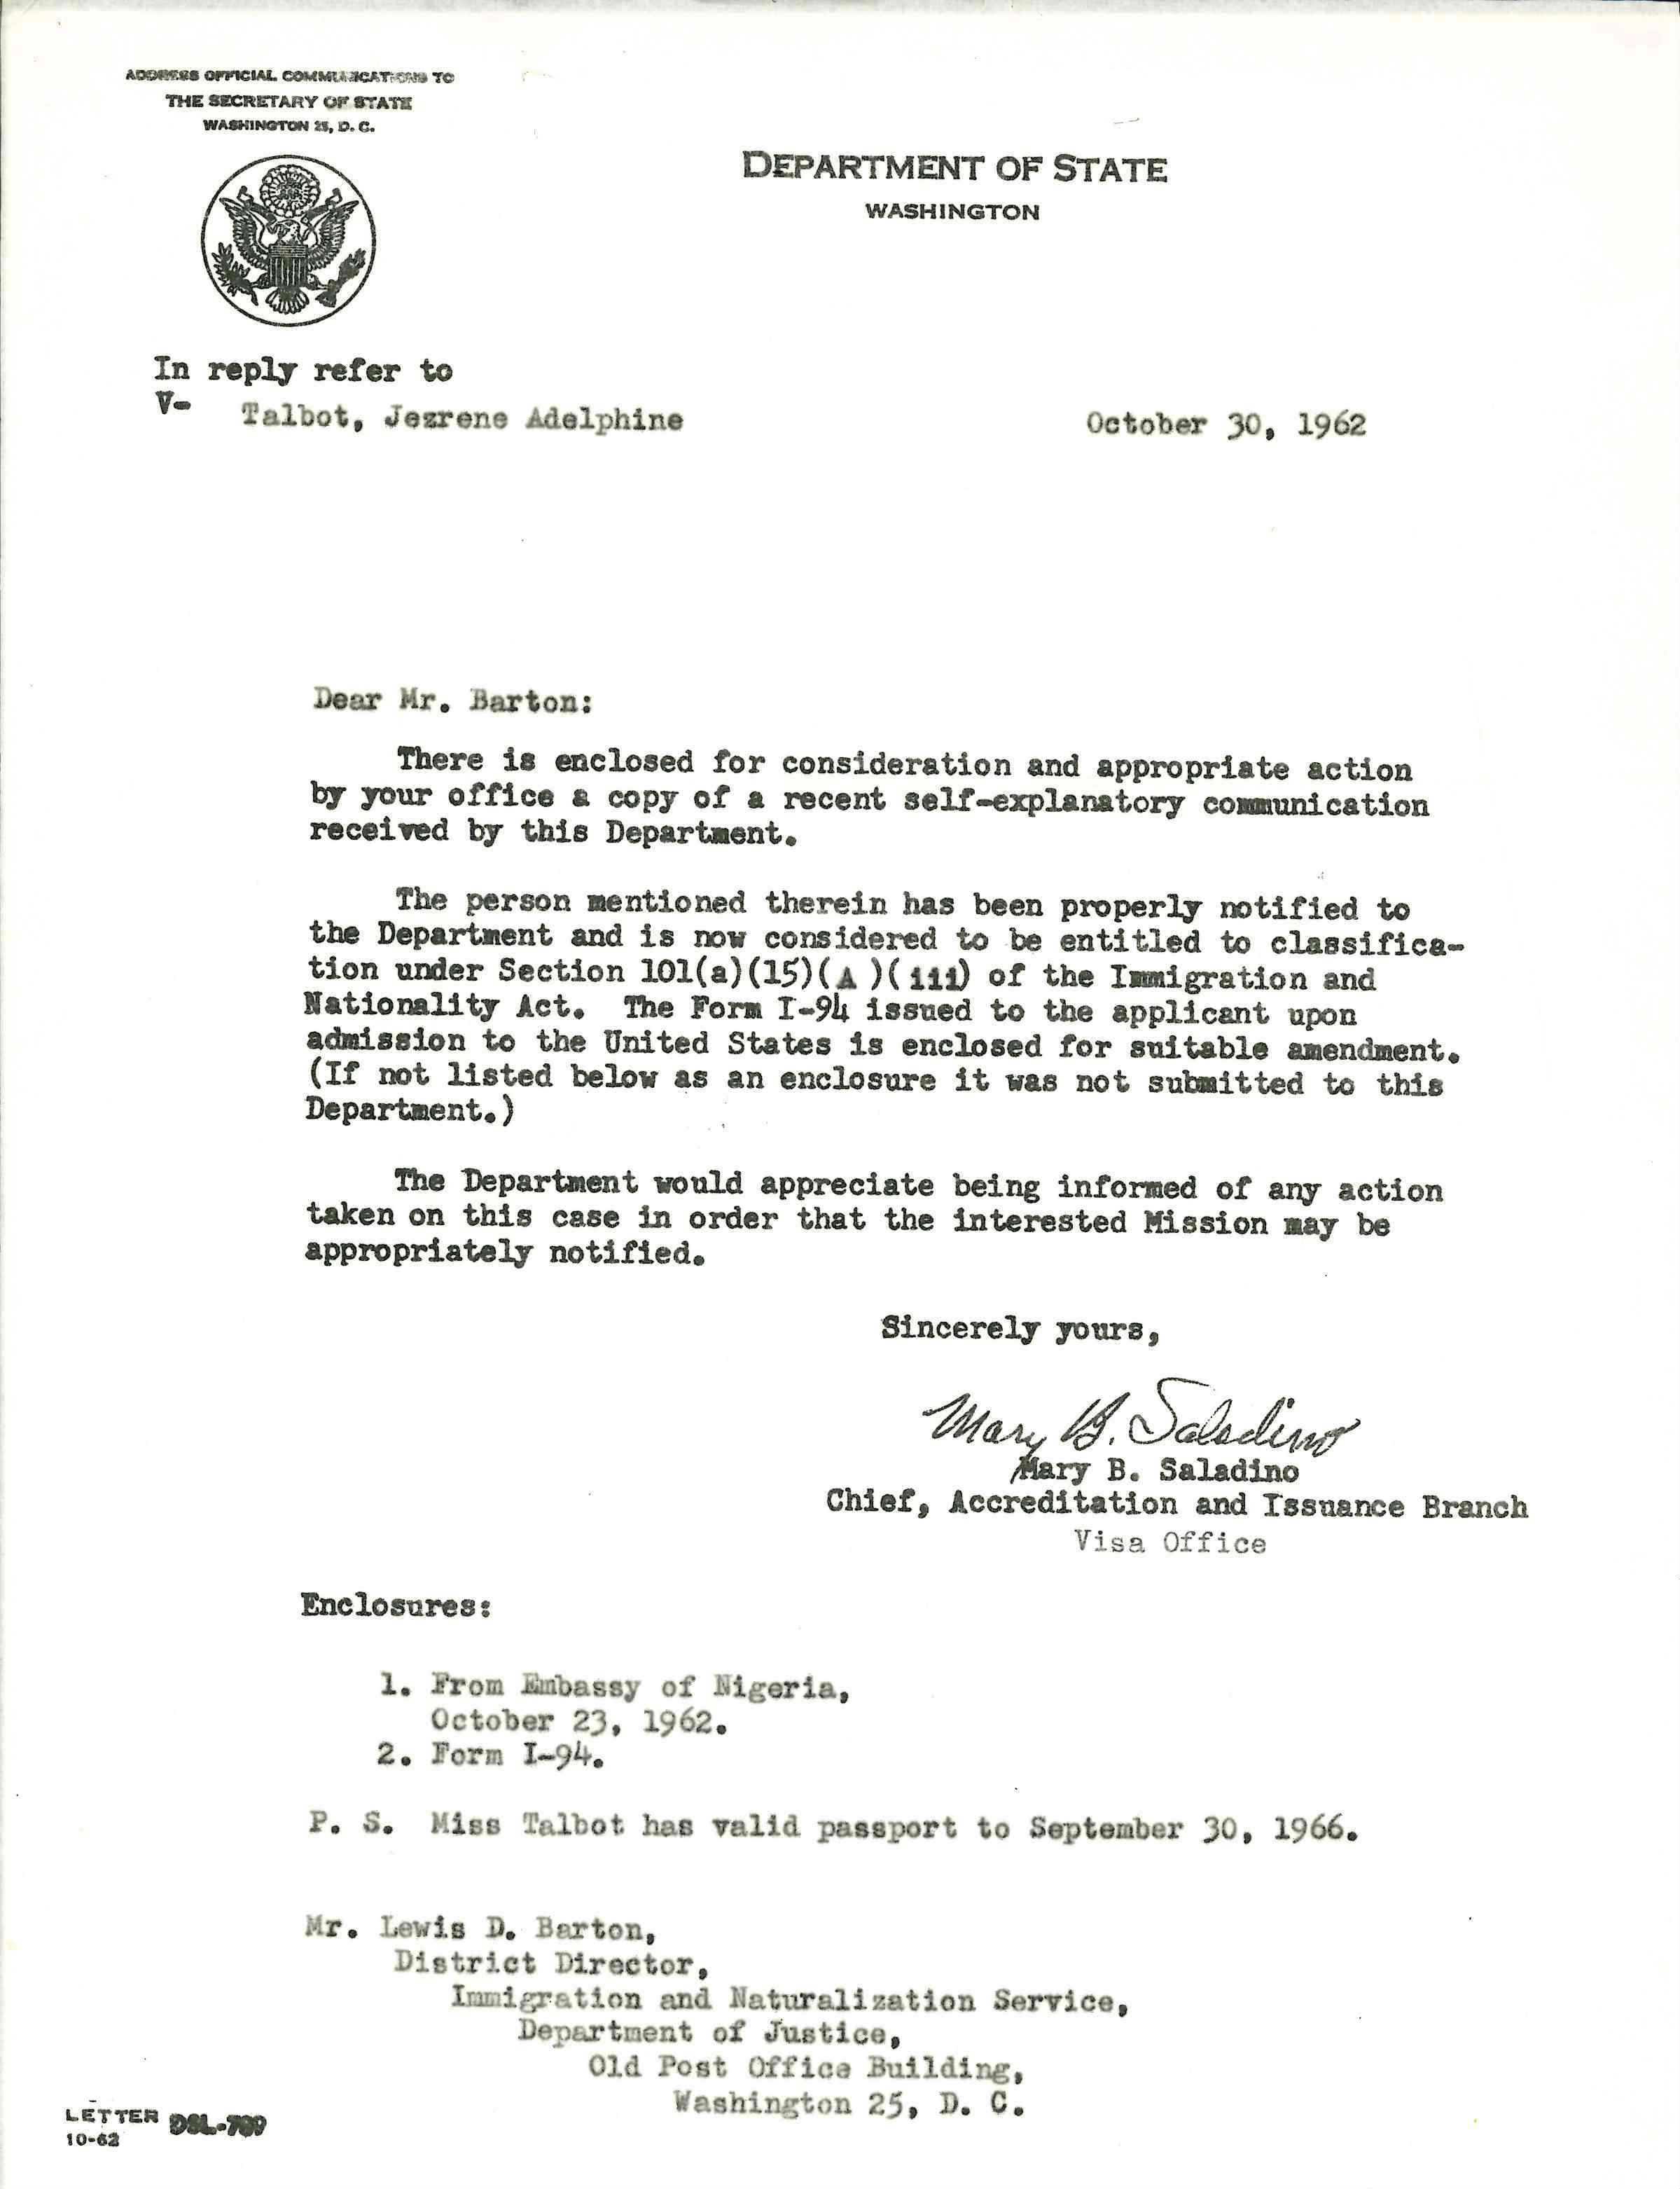 ADDRESS OFFICIAL COMMUNICATIONS TO
THE SECRETARY OF STATE
WASHINGTON 25, D. C.
DEPARTMENT OF STATE
WASHINGTON
In reply refer to
V-
Talbot, Jezrene Adelphine
October 30, 1962
Dear Mr. Barton:
There is enclosed for consideration and appropriate action
by your office a copy of a recent self-explanatory communication
received by this Department.
The person mentioned therein has been properly notified to
the Department and is now considered to be entitled to classifica-
tion under Section 101(a)(15)(A )( iii) of the Immigration and
Nationality Act. The Form I-94 issued to the applicant upon
admission to the United States is enclosed for suitable amendment.
(If not listed below as an enclosure it was not submitted to this
Department.)
The Department would appreciate being informed of any action
taken on this case in order that the interested Mission may be
appropriately notified.
Sincerely yours,
Mary B. Saladino
Mary B. Saladino
Chief, Accreditation and Issuance Branch
Visa Office
Enclosures:
1. From Embassy of Nigeria,
October 23, 1962.
2. Form I-94.
P. S. Miss Talbot has valid passport to September 30, 1966.
Mr. Lewis D. Barton,
District Director,
Immigration and Naturalization Service,
Department of Justice,
Old Post Office Building,
Washington 25, D. C.
LETTER DSL-709
10-62